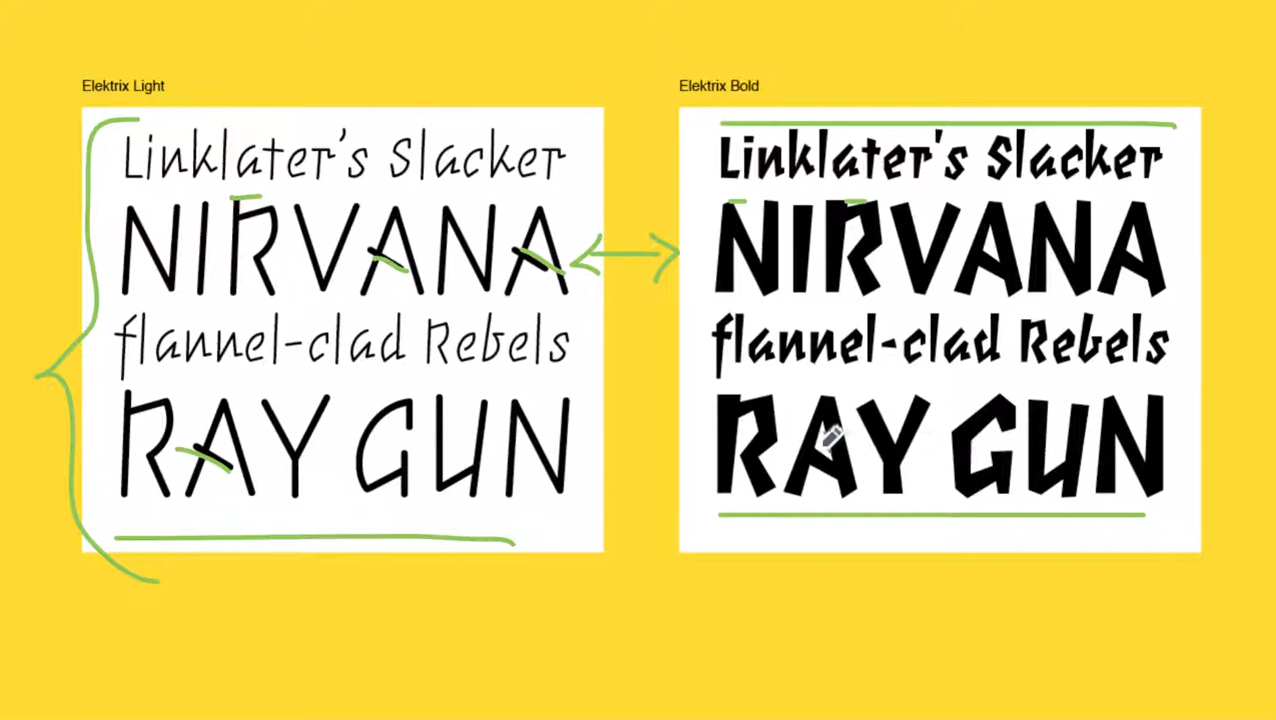 Elektrix Light
Linklater's Slacker
NIRVANA
flannel-clad Rebels
RAY GUN
Elektrix Bold
Linklater's Slacker
NIRVANA
flannel-clad Rebels
RAY GUN